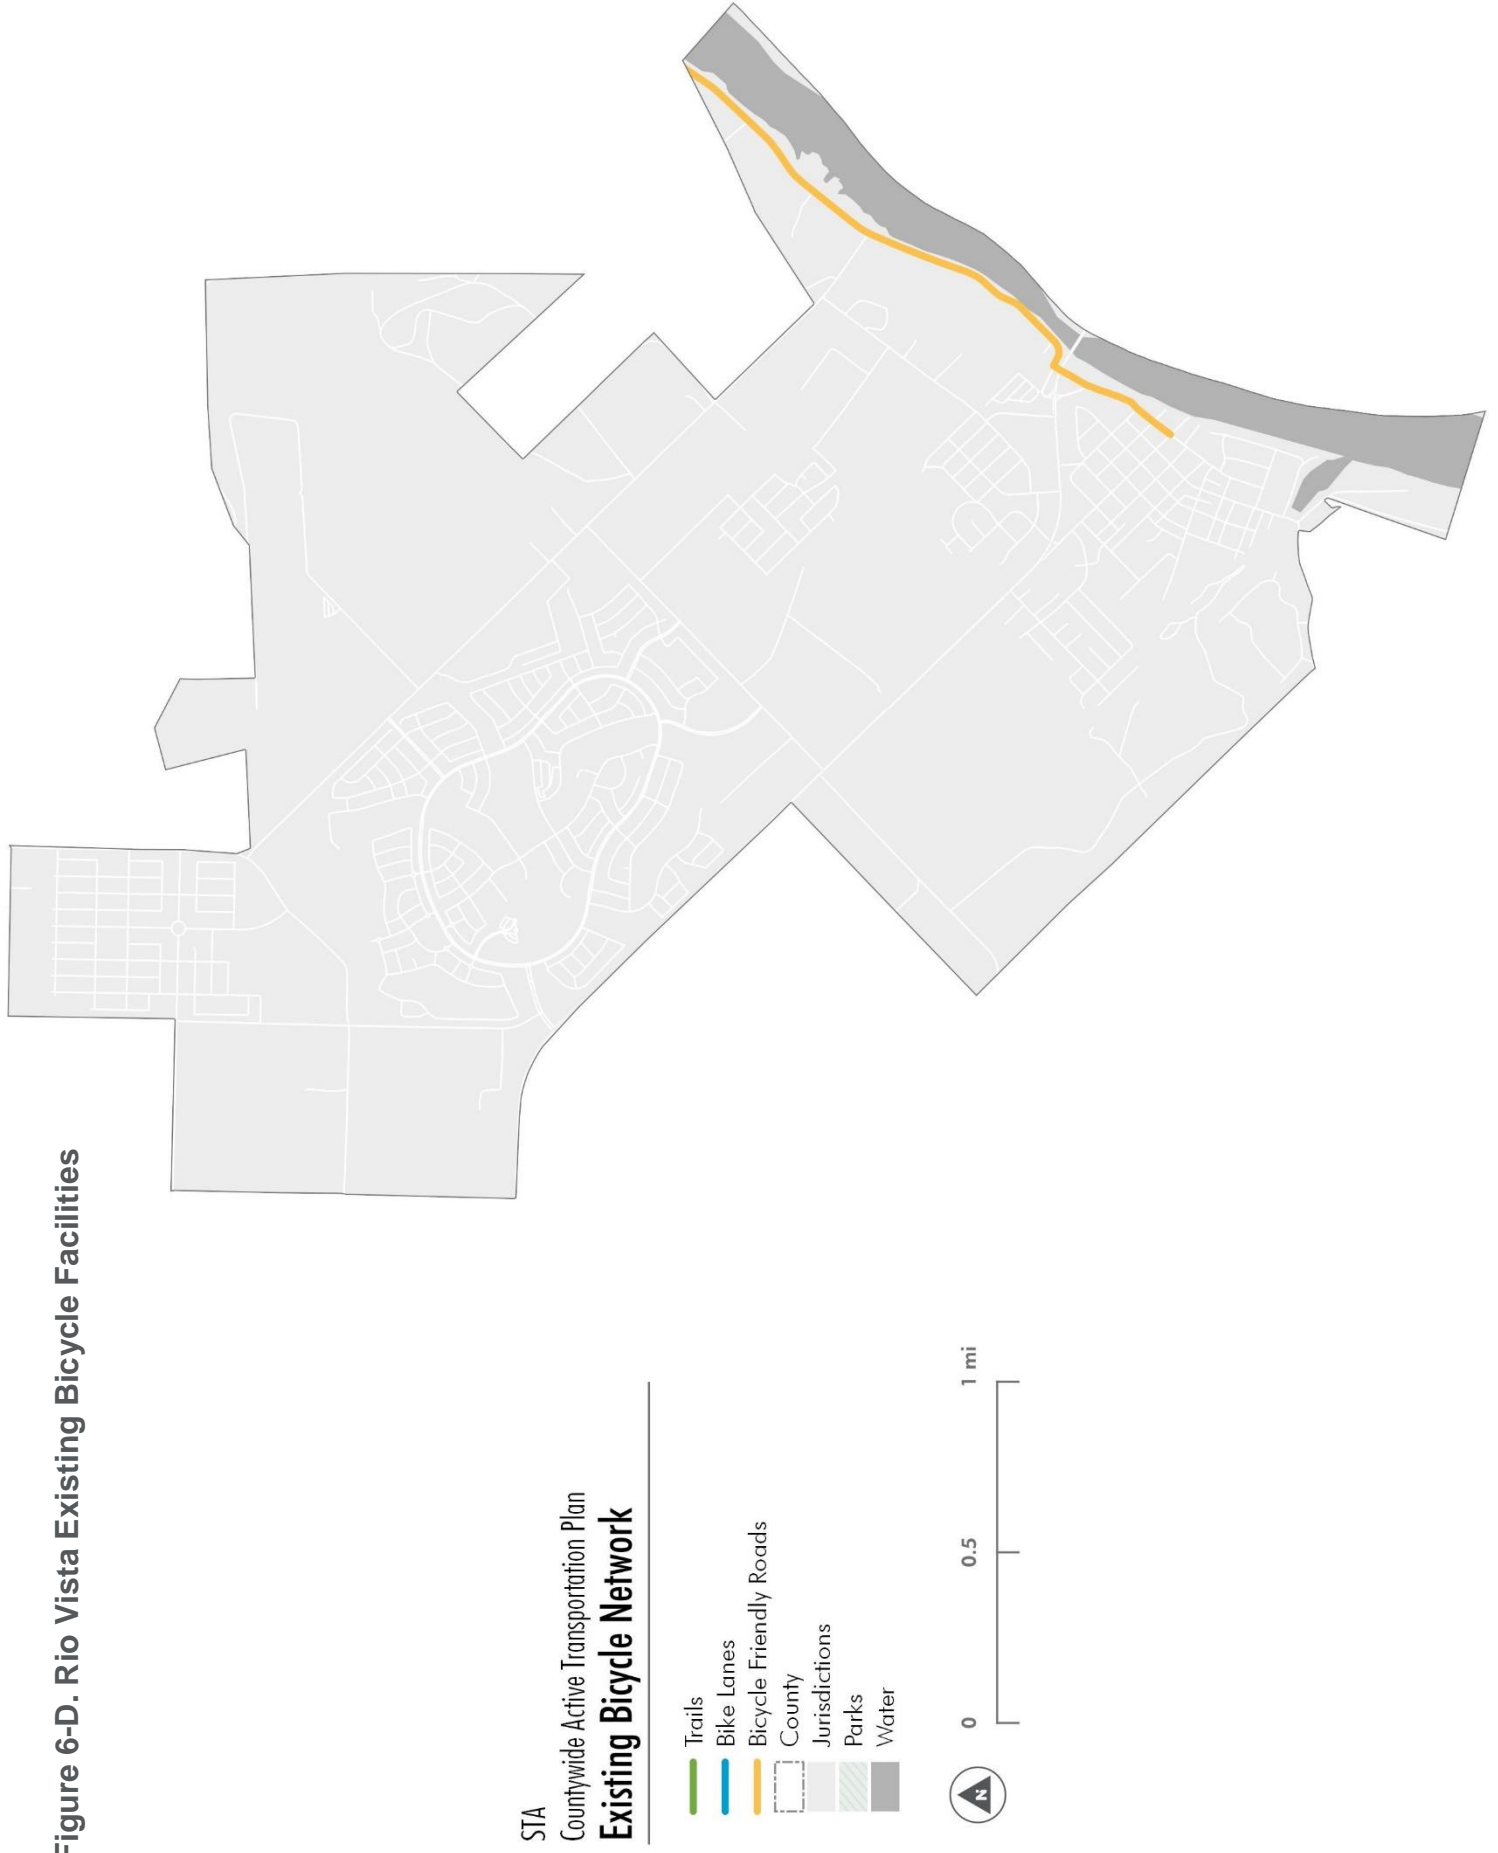 Figure 6-D. Rio Vista Existing Bicycle Facilities
STA
Countywide Active Transportation Plan
Existing Bicycle Network
Trails
Bike Lanes
Bicycle Friendly Roads
County
Jurisdictions
Parks
Water
0 0.5 1 mi
N